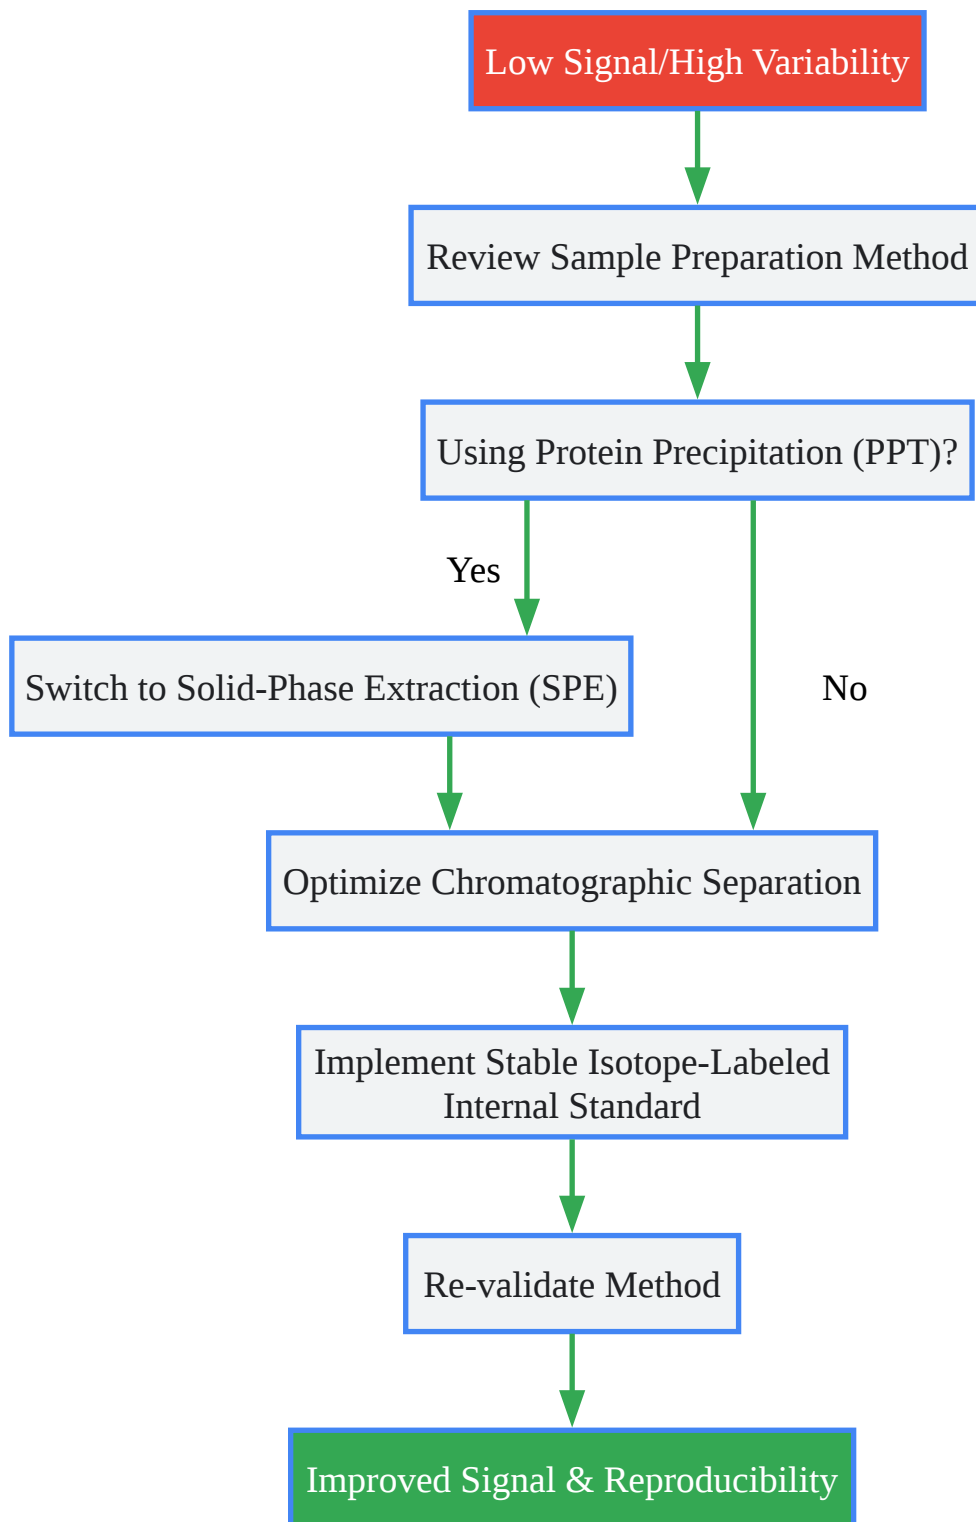 Low Signal/High Variability
Review Sample Preparation Method
Using Protein Precipitation (PPT)?
Yes
Switch to Solid-Phase Extraction (SPE)
No
Optimize Chromatographic Separation
Implement Stable Isotope-Labeled
Internal Standard
Re-validate Method
Improved Signal & Reproducibility